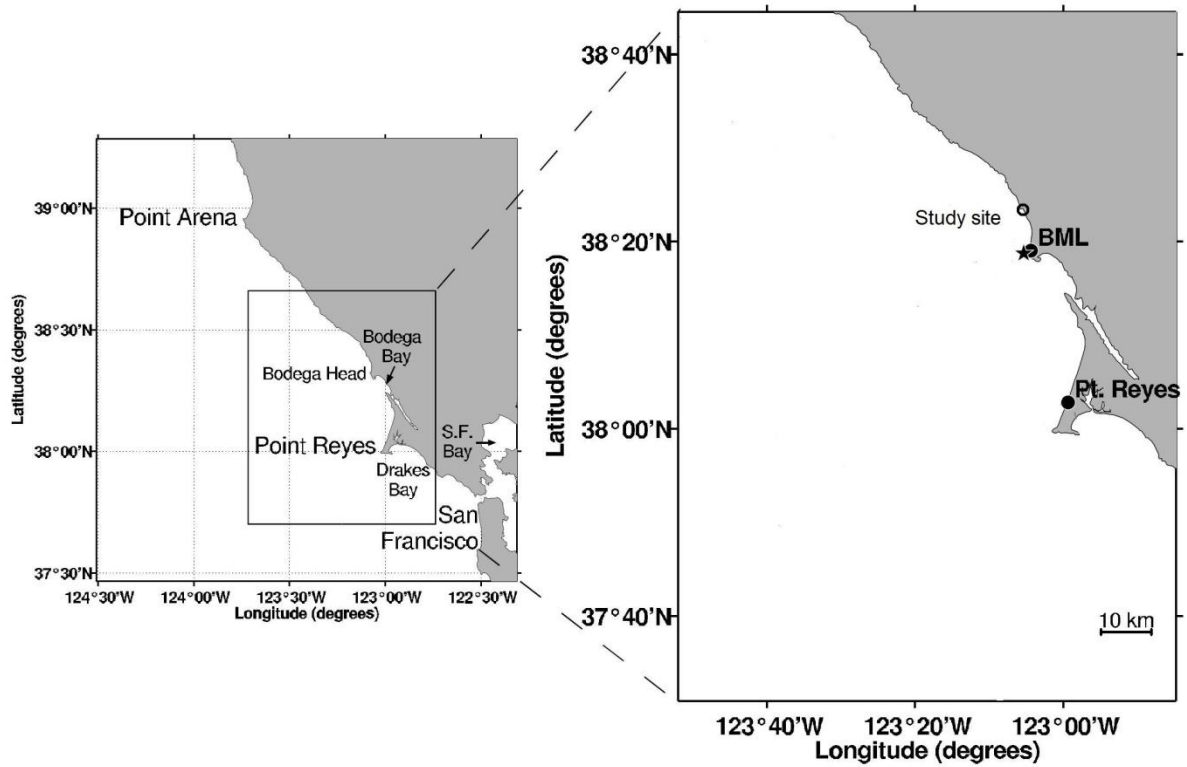 39°00'N
38°30'N
38°00'N
37°30'N
Latitude (degrees)
124°30'W 124°00'W 123°30'W 123°00'W 122°30'W
Longitude (degrees)
Point Arena
Bodega
Bay
Bodega Head
Point Reyes
S.F.
Bay
Drakes
Bay
San
Francisco
38°40'N
38°20'N
38°00'N
37°40'N
Latitude (degrees)
123°40'W 123°20'W 123°00'W
Longitude (degrees)
Study site
BML
Pt. Reyes
10 km